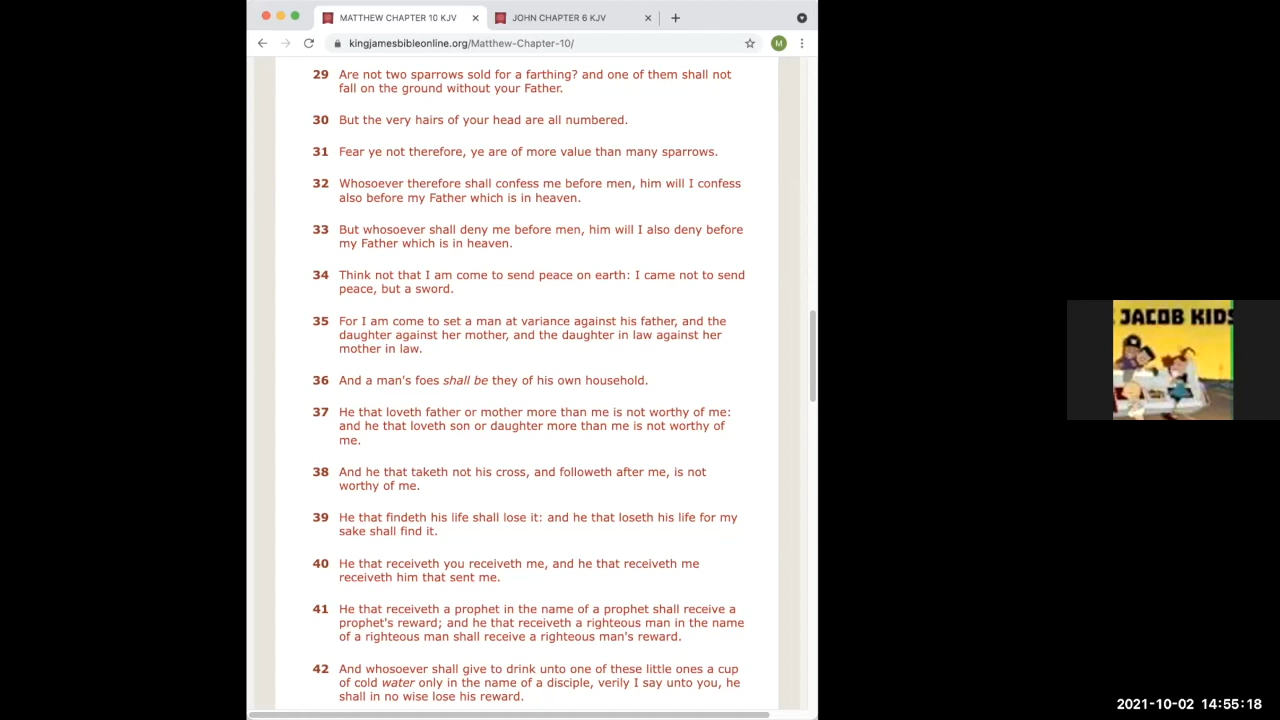 MATTHEW CHAPTER 10 KJV
JOHN CHAPTER 6 KJV
kingjamesbibleonline.org/Matthew-Chapter-10/
M
29 Are not two sparrows sold for a farthing? and one of them shall not
fall on the ground without your Father.
30 But the very hairs of your head are all numbered.
31 Fear ye not therefore, ye are of more value than many sparrows.
32 Whosoever therefore shall confess me before men, him will I confess
also before my Father which is in heaven.
33 But whosoever shall deny me before men, him will I also deny before
my Father which is in heaven.
34 Think not that I am come to send peace on earth: I came not to send
peace, but a sword.
35 For I am come to set a man at variance against his father, and the
daughter against her mother, and the daughter in law against her
mother in law.
36 And a man's foes shall be they of his own household.
37 He that loveth father or mother more than me is not worthy of me:
and he that loveth son or daughter more than me is not worthy of
me.
38 And he that taketh not his cross, and followeth after me, is not
worthy of me.
39 He that findeth his life shall lose it: and he that loseth his life for my
sake shall find it.
40 He that receiveth you receiveth me, and he that receiveth me
receiveth him that sent me.
41 He that receiveth a prophet in the name of a prophet shall receive a
prophet's reward; and he that receiveth a righteous man in the name
of a righteous man shall receive a righteous man's reward.
42 And whosoever shall give to drink unto one of these little ones a cup
of cold water only in the name of a disciple, verily I say unto you, he
shall in no wise lose his reward.
JACOB KIDS
2021-10-02 14:55:18